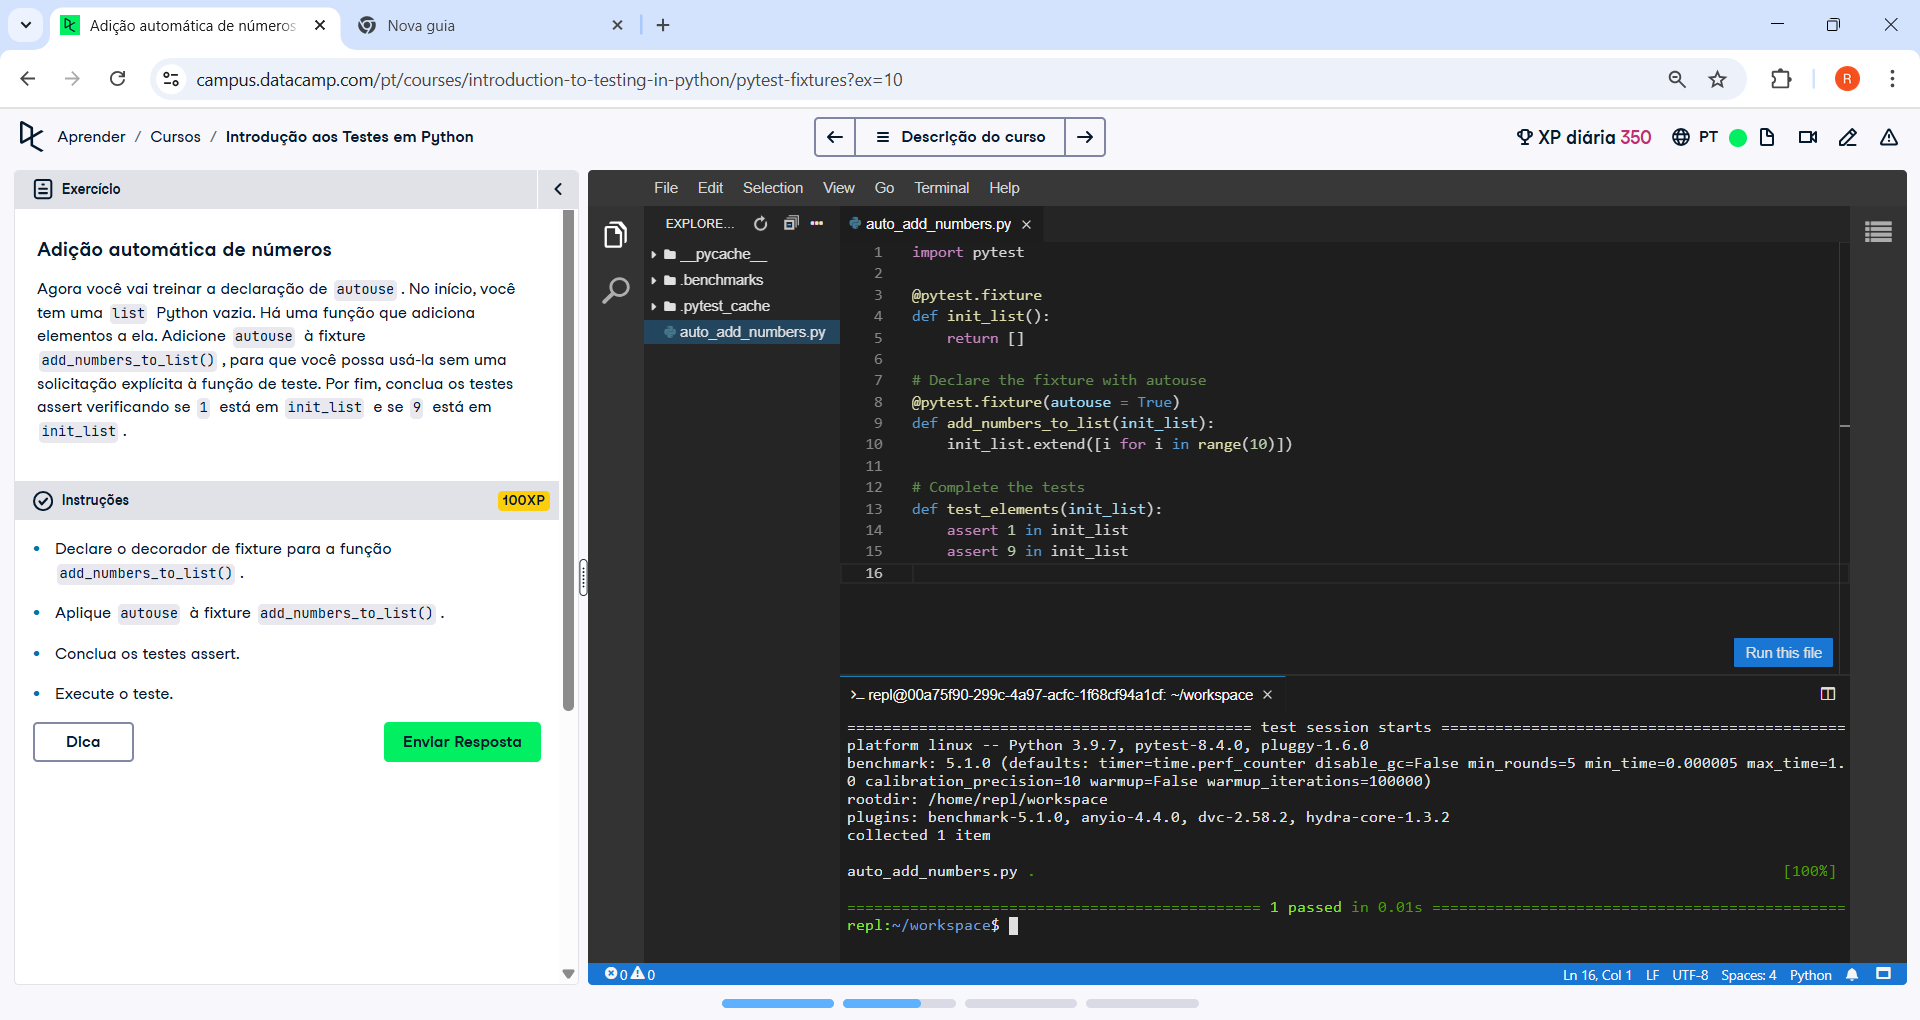 Adição automática de números
Nova guia
campus.datacamp.com/pt/courses/introduction-to-testing-in-python/pytest-fixtures?ex=10
R
Aprender / Cursos / Introdução aos Testes em Python
Descrição do curso
XP diária 350
PT
Exercício
Adição automática de números
Agora você vai treinar a declaração de autouse . No início, você
tem uma list Python vazia. Há uma função que adiciona
elementos a ela. Adicione autouse à fixture
add_numbers_to_list() , para que você possa usá-la sem uma
solicitação explícita à função de teste. Por fim, conclua os testes
assert verificando se 1 está em init_list e se 9 está em
init_list .
Instruções
100XP
• Declare o decorador de fixture para a função
add_numbers_to_list() .
• Aplique autouse à fixture add_numbers_to_list() .
• Conclua os testes assert.
• Execute o teste.
Dica
Enviar Resposta
File Edit Selection View Go Terminal Help
EXPLORE...
__pycache__
.benchmarks
.pytest_cache
auto_add_numbers.py
auto_add_numbers.py
1 import pytest
2
3 @pytest.fixture
4 def init_list():
5     return []
6
7 # Declare the fixture with autouse
8 @pytest.fixture(autouse = True)
9 def add_numbers_to_list(init_list):
10     init_list.extend([i for i in range(10)])
11
12 # Complete the tests
13 def test_elements(init_list):
14     assert 1 in init_list
15     assert 9 in init_list
16
Run this file
>_ repl@00a75f90-299c-4a97-acfc-1f68cf94a1cf: ~/workspace
============================================= test session starts =============================================
platform linux -- Python 3.9.7, pytest-8.4.0, pluggy-1.6.0
benchmark: 5.1.0 (defaults: timer=time.perf_counter disable_gc=False min_rounds=5 min_time=0.000005 max_time=1.
0 calibration_precision=10 warmup=False warmup_iterations=100000)
rootdir: /home/repl/workspace
plugins: benchmark-5.1.0, anyio-4.4.0, dvc-2.58.2, hydra-core-1.3.2
collected 1 item
auto_add_numbers.py . [100%]
============================================== 1 passed in 0.01s ==============================================
repl:~/workspace$
0 0
Ln 16, Col 1 LF UTF-8 Spaces: 4 Python